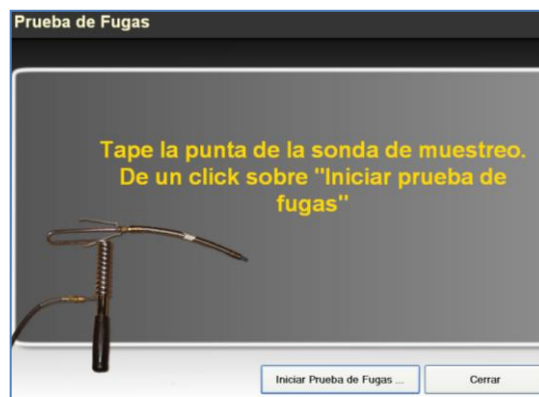 Prueba de Fugas
Tape la punta de la sonda de muestreo.
De un click sobre "Iniciar prueba de
fugas"
Iniciar Prueba de Fugas ...
Cerrar